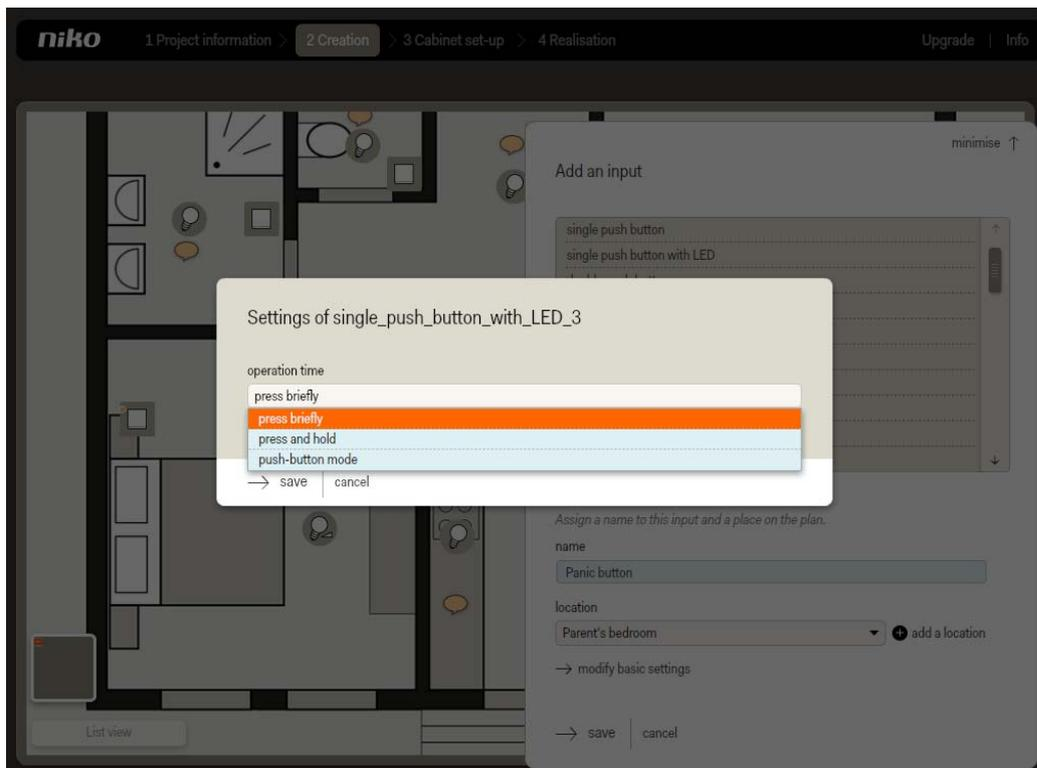 niko
1 Project information > 2 Creation > 3 Cabinet set-up > 4 Realisation
Upgrade | Info
minimise ↑
Add an input
single push button
single push button with LED
Settings of single_push_button_with_LED_3
operation time
press briefly
press briefly
press and hold
push-button mode
→ save | cancel
Assign a name to this input and a place on the plan.
name
Panic button
location
Parent's bedroom
add a location
→ modify basic settings
→ save | cancel
List view